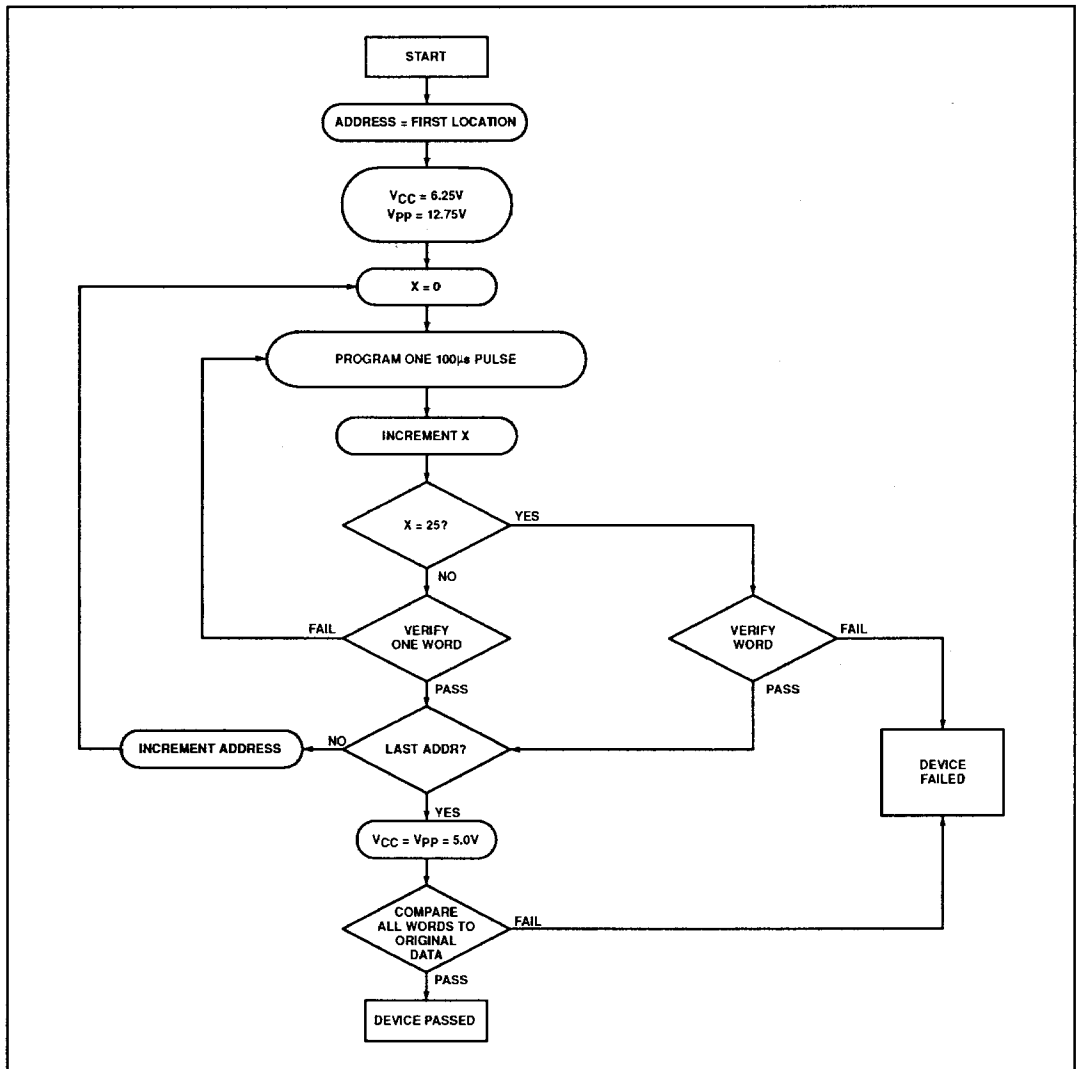 START
ADDRESS = FIRST LOCATION
VCC = 6.25V
VPP = 12.75V
X = 0
PROGRAM ONE 100µs PULSE
INCREMENT X
X = 25?
YES
NO
VERIFY
ONE WORD
FAIL
PASS
VERIFY
WORD
FAIL
PASS
LAST ADDR?
NO
INCREMENT ADDRESS
YES
DEVICE
FAILED
VCC = VPP = 5.0V
COMPARE
ALL WORDS TO
ORIGINAL
DATA
FAIL
PASS
DEVICE PASSED